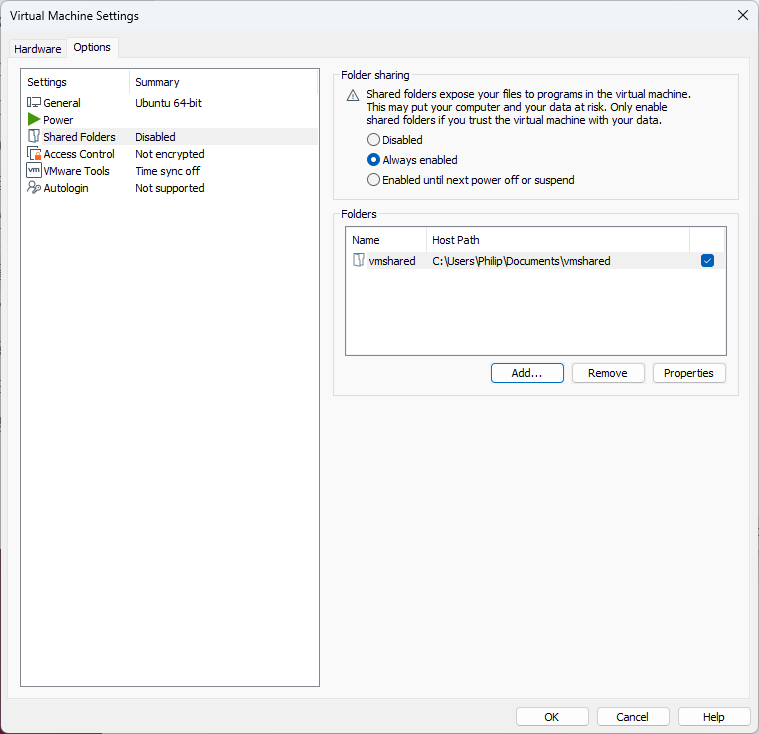 Virtual Machine Settings
Hardware
Options
Settings
Summary
General
Ubuntu 64-bit
Power
Shared Folders
Disabled
Access Control
Not encrypted
vm
VMware Tools
Time sync off
Autologin
Not supported
Folder sharing
Shared folders expose your files to programs in the virtual machine.
This may put your computer and your data at risk. Only enable
shared folders if you trust the virtual machine with your data.
Disabled
Always enabled
Enabled until next power off or suspend
Folders
Name
Host Path
vmshared
C:\Users\Philip\Documents\vmshared
Add...
Remove
Properties
OK
Cancel
Help